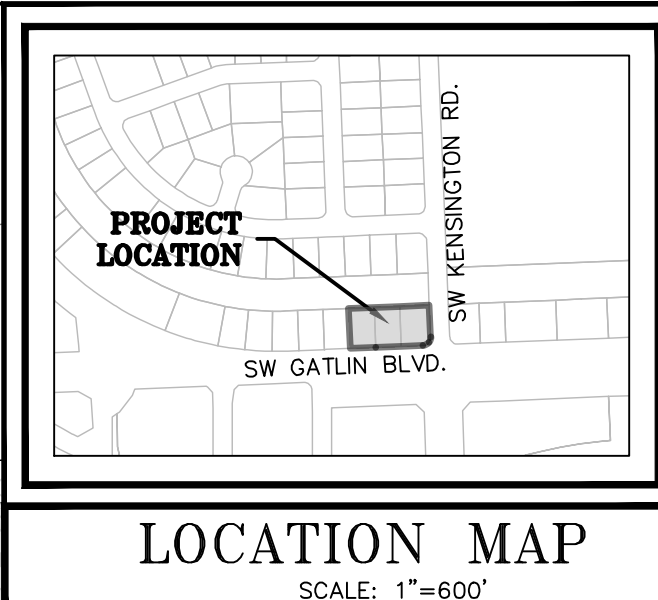 SW KENSINGTON RD.
PROJECT
LOCATION
SW GATLIN BLVD.
LOCATION MAP
SCALE: 1"=600'